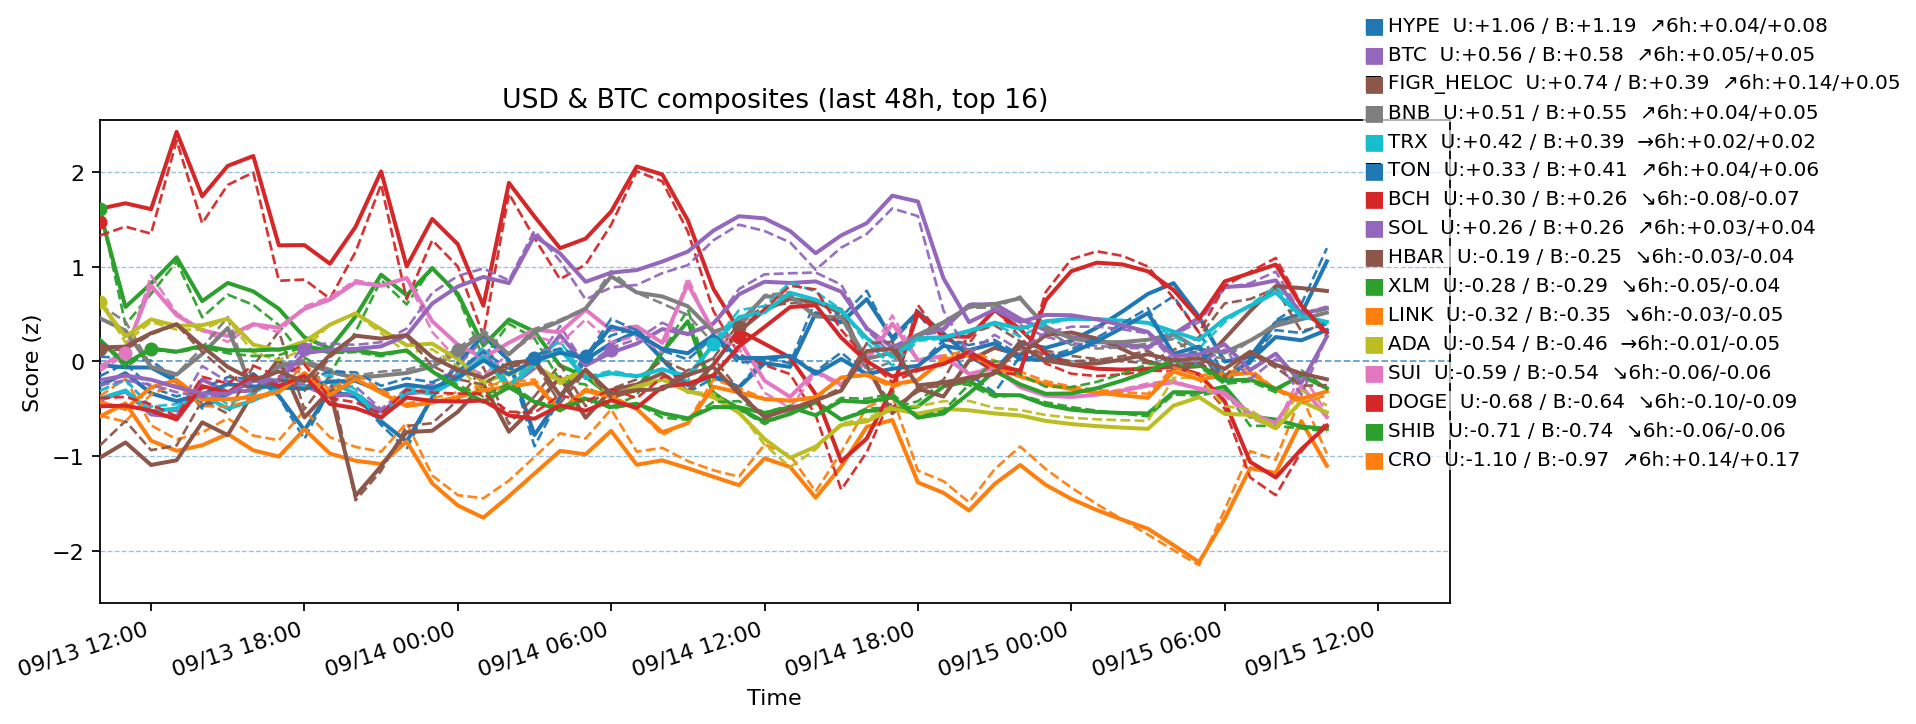 HYPE  U:+1.06 / B:+1.19  ↗6h:+0.04/+0.08
BTC  U:+0.56 / B:+0.58  ↗6h:+0.05/+0.05
FIGR_HELOC  U:+0.74 / B:+0.39  ↗6h:+0.14/+0.05
BNB  U:+0.51 / B:+0.55  ↗6h:+0.04/+0.05
TRX  U:+0.42 / B:+0.39  →6h:+0.02/+0.02
TON  U:+0.33 / B:+0.41  ↗6h:+0.04/+0.06
BCH  U:+0.30 / B:+0.26  ↘6h:-0.08/-0.07
SOL  U:+0.26 / B:+0.26  ↗6h:+0.03/+0.04
HBAR  U:-0.19 / B:-0.25  ↘6h:-0.03/-0.04
XLM  U:-0.28 / B:-0.29  ↘6h:-0.05/-0.04
LINK  U:-0.32 / B:-0.35  ↘6h:-0.03/-0.05
ADA  U:-0.54 / B:-0.46  →6h:-0.01/-0.05
SUI  U:-0.59 / B:-0.54  ↘6h:-0.06/-0.06
DOGE  U:-0.68 / B:-0.64  ↘6h:-0.10/-0.09
SHIB  U:-0.71 / B:-0.74  ↘6h:-0.06/-0.06
CRO  U:-1.10 / B:-0.97  ↗6h:+0.14/+0.17
USD & BTC composites (last 48h, top 16)
Score (z)
2
1
0
−1
−2
09/13 12:00
09/13 18:00
09/14 00:00
09/14 06:00
09/14 12:00
09/14 18:00
09/15 00:00
09/15 06:00
09/15 12:00
Time